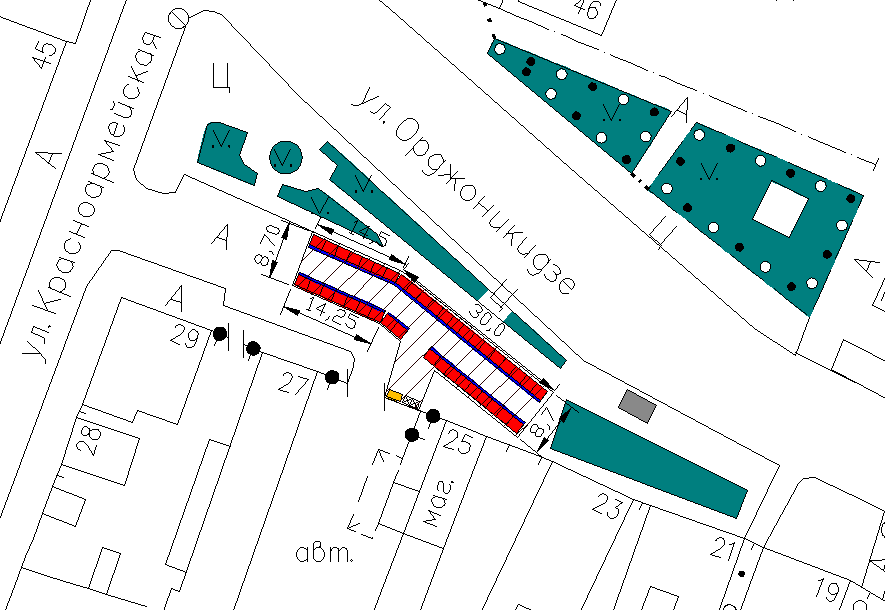 46
45
ул. Красноармейская
Ц
ул. Орджоникидзе
А
А
Ц
А
А
А
8,70
14,5
14,25
30,0
Ц
8,7
29
27
28
25
маг.
23
21
19
авт.